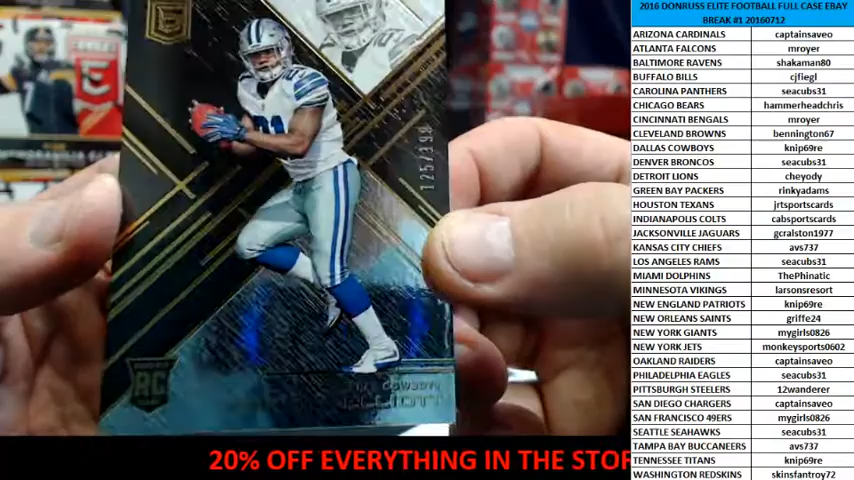 2016 DONRUSS ELITE FOOTBALL FULL CASE EBAY
BREAK #1 20160712
ARIZONA CARDINALS captainsaveo
ATLANTA FALCONS mroyer
BALTIMORE RAVENS shakaman80
BUFFALO BILLS cjfiegl
CAROLINA PANTHERS seacubs31
CHICAGO BEARS hammerheadchris
CINCINNATI BENGALS mroyer
CLEVELAND BROWNS bennington67
DALLAS COWBOYS knip69re
DENVER BRONCOS seacubs31
DETROIT LIONS cheyody
GREEN BAY PACKERS rinkyadams
HOUSTON TEXANS jrtsportcards
INDIANAPOLIS COLTS cabsportscards
JACKSONVILLE JAGUARS gcralston1977
KANSAS CITY CHIEFS avs737
LOS ANGELES RAMS seacubs31
MIAMI DOLPHINS ThePhinatic
MINNESOTA VIKINGS larsonsresort
NEW ENGLAND PATRIOTS knip69re
NEW ORLEANS SAINTS griffe24
NEW YORK GIANTS mygirls0826
NEW YORK JETS monkeysports0602
OAKLAND RAIDERS captainsaveo
PHILADELPHIA EAGLES seacubs31
PITTSBURGH STEELERS 12wanderer
SAN DIEGO CHARGERS captainsaveo
SAN FRANCISCO 49ERS mygirls0826
SEATTLE SEAHAWKS seacubs31
TAMPA BAY BUCCANEERS avs737
TENNESSEE TITANS knip69re
WASHINGTON REDSKINS skinsfantroy72
125/399
RC
COWBOYS
ELLIOTT
20% OFF EVERYTHING IN THE STOR